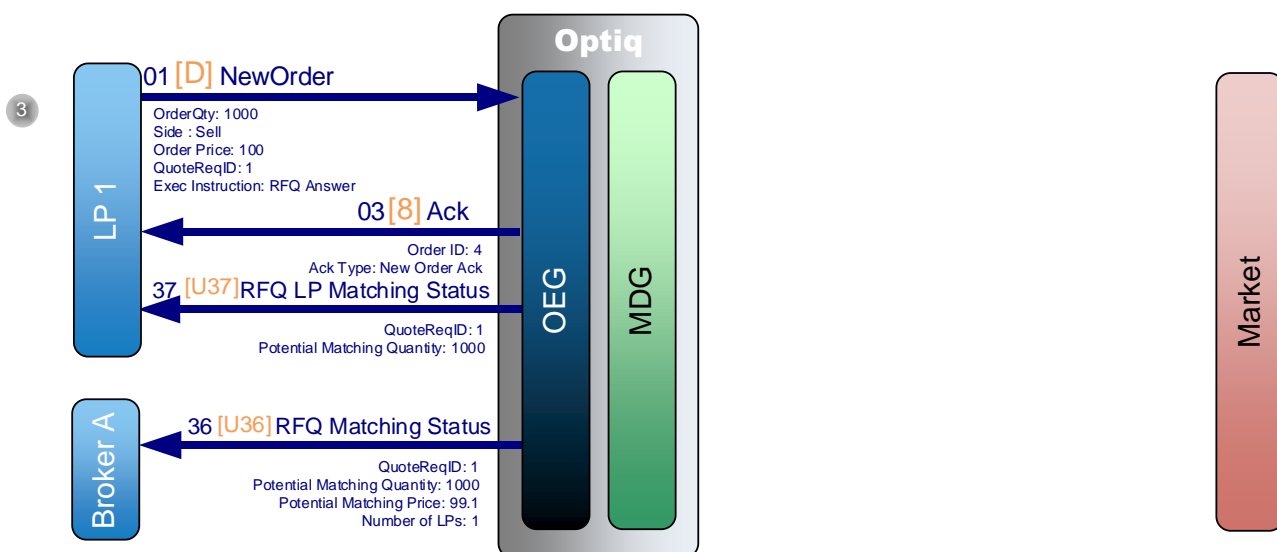 Optiq
01 [D] NewOrder
3
OrderQty: 1000
Side : Sell
Order Price: 100
QuoteReqID: 1
Exec Instruction: RFQ Answer
LP 1
03 [8] Ack
Order ID: 4
Ack Type: New Order Ack
37 [U37]RFQ LP Matching Status
QuoteReqID: 1
Potential Matching Quantity: 1000
OEG
MDG
Market
Broker A
36 [U36] RFQ Matching Status
QuoteReqID: 1
Potential Matching Quantity: 1000
Potential Matching Price: 99.1
Number of LPs: 1